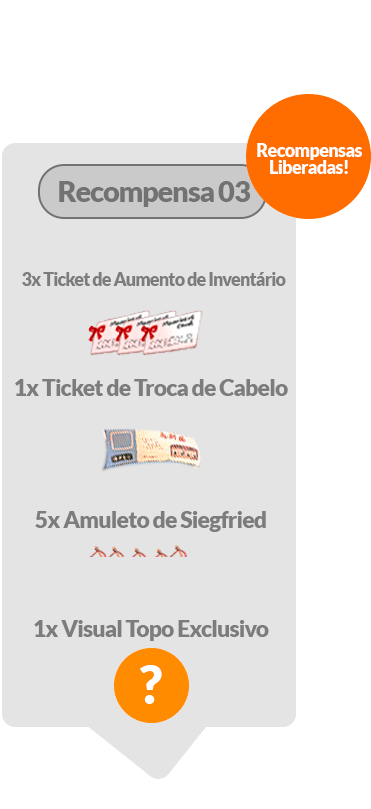 Recompensas
Liberadas!
Recompensa 03
3x Ticket de Aumento de Inventário
1x Ticket de Troca de Cabelo
5x Amuleto de Siegfried
1x Visual Topo Exclusivo
?